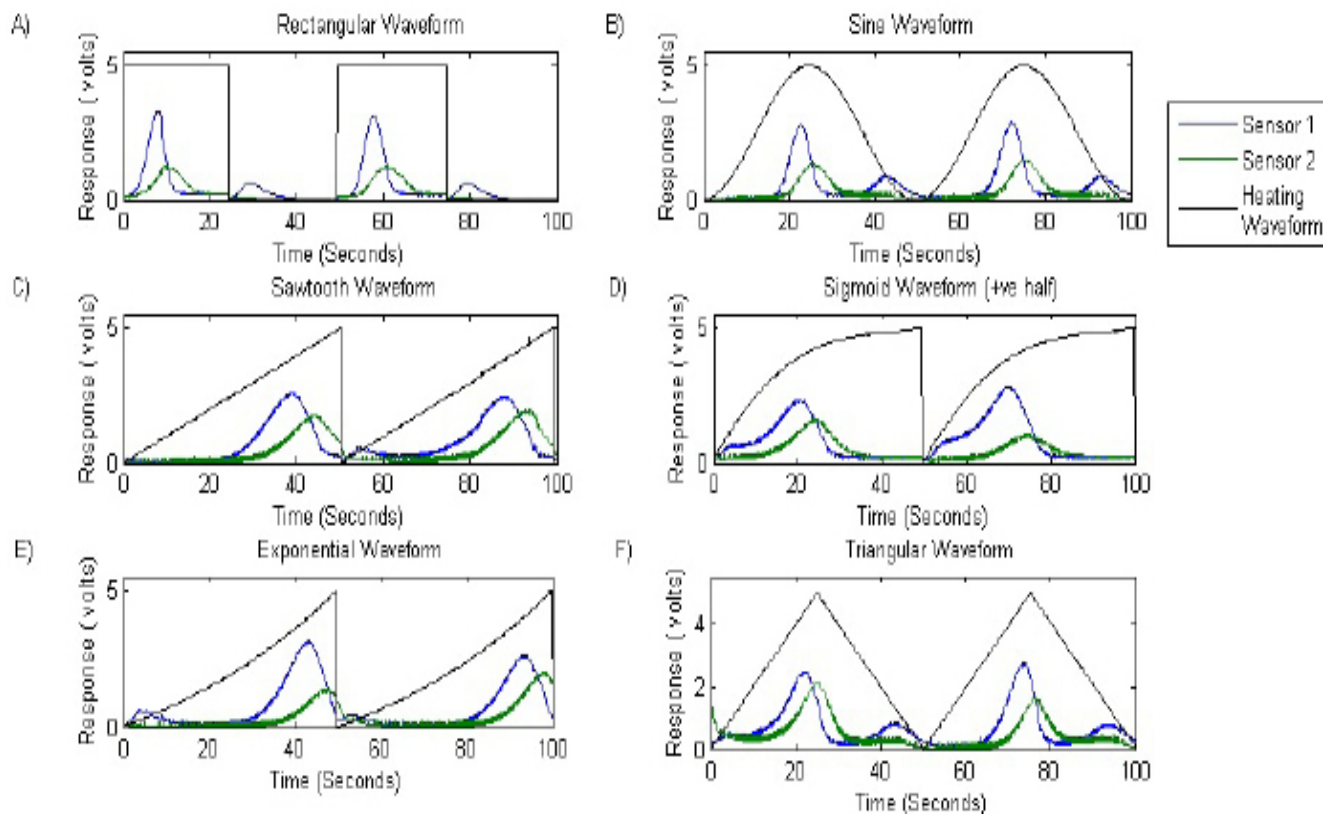 A)
Rectangular Waveform
Response ( volts)
5
0
0 20 40 60 80 100
Time (Seconds)
B)
Sine Waveform
Response ( volts)
5
0
0 20 40 60 80 100
Time (Seconds)
Sensor 1
Sensor 2
Heating
Waveform
C)
Sawtooth Waveform
Response ( volts)
5
0
0 20 40 60 80 100
Time (Seconds)
D)
Sigmoid Waveform (+ve half)
Response ( volts)
5
0
0 20 40 60 80 100
Time (Seconds)
E)
Exponential Waveform
Response ( volts)
5
0
0 20 40 60 80 100
Time (Seconds)
F)
Triangular Waveform
Response ( volts)
4
2
0
0 20 40 60 80 100
Time (Seconds)